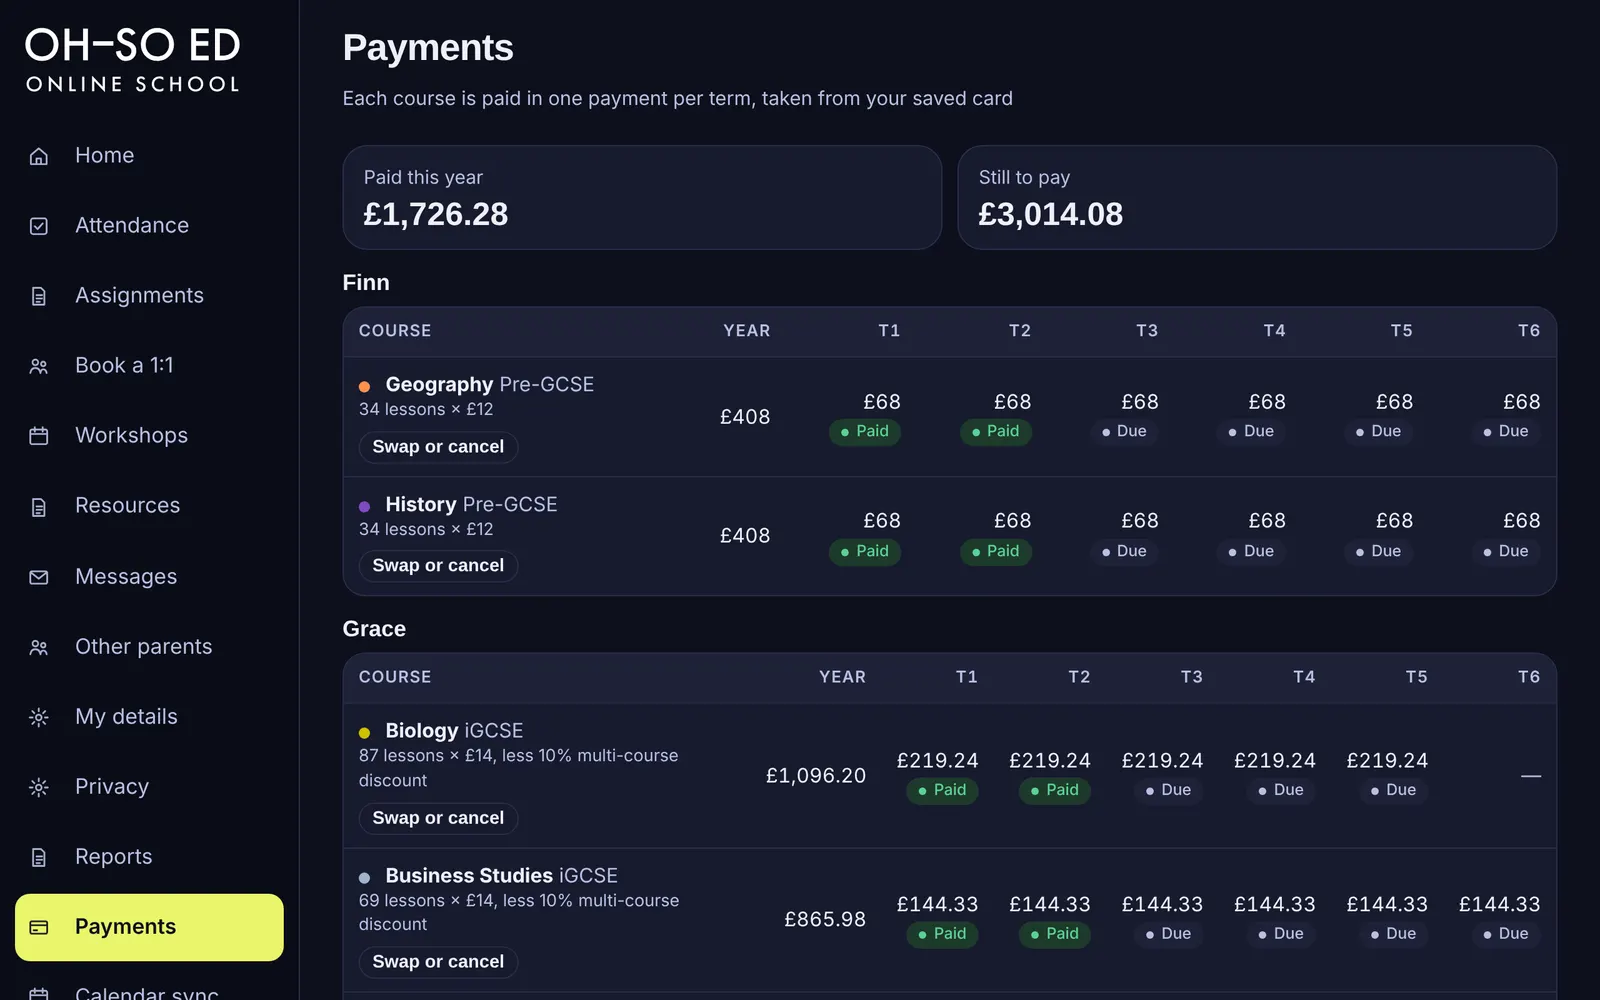 OH-SO ED
ONLINE SCHOOL
Home
Attendance
Assignments
Book a 1:1
Workshops
Resources
Messages
Other parents
My details
Privacy
Reports
Payments
Calendar sync
Payments
Each course is paid in one payment per term, taken from your saved card
Paid this year
£1,726.28
Still to pay
£3,014.08
Finn
COURSE YEAR T1 T2 T3 T4 T5 T6
Geography Pre-GCSE
34 lessons × £12
Swap or cancel
£408
£68 £68 £68 £68 £68 £68
Paid Paid Due Due Due Due
History Pre-GCSE
34 lessons × £12
Swap or cancel
£408
£68 £68 £68 £68 £68 £68
Paid Paid Due Due Due Due
Grace
COURSE YEAR T1 T2 T3 T4 T5 T6
Biology iGCSE
87 lessons × £14, less 10% multi-course
discount
Swap or cancel
£1,096.20
£219.24 £219.24 £219.24 £219.24 £219.24 —
Paid Paid Due Due Due
Business Studies iGCSE
69 lessons × £14, less 10% multi-course
discount
Swap or cancel
£865.98
£144.33 £144.33 £144.33 £144.33 £144.33 £144.33
Paid Paid Due Due Due Due